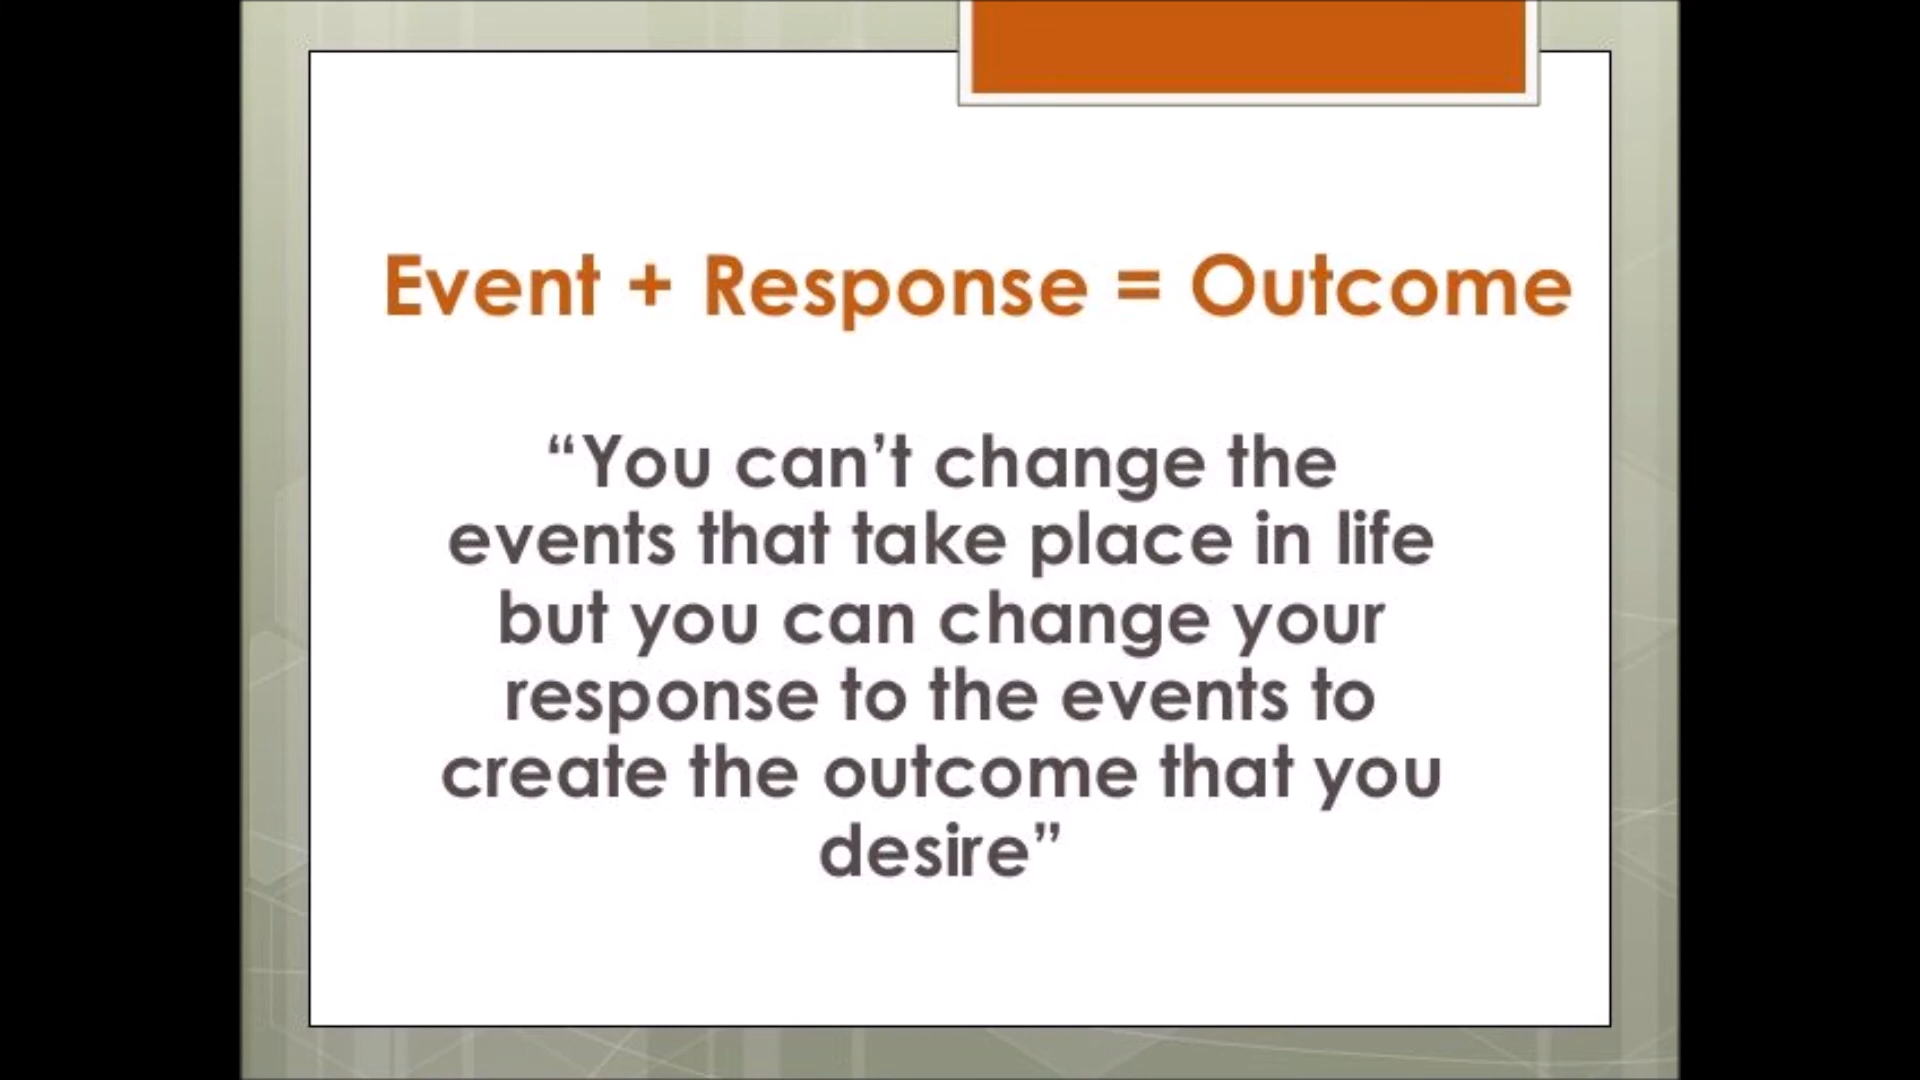 Event + Response = Outcome
“You can’t change the
events that take place in life
but you can change your
response to the events to
create the outcome that you
desire”